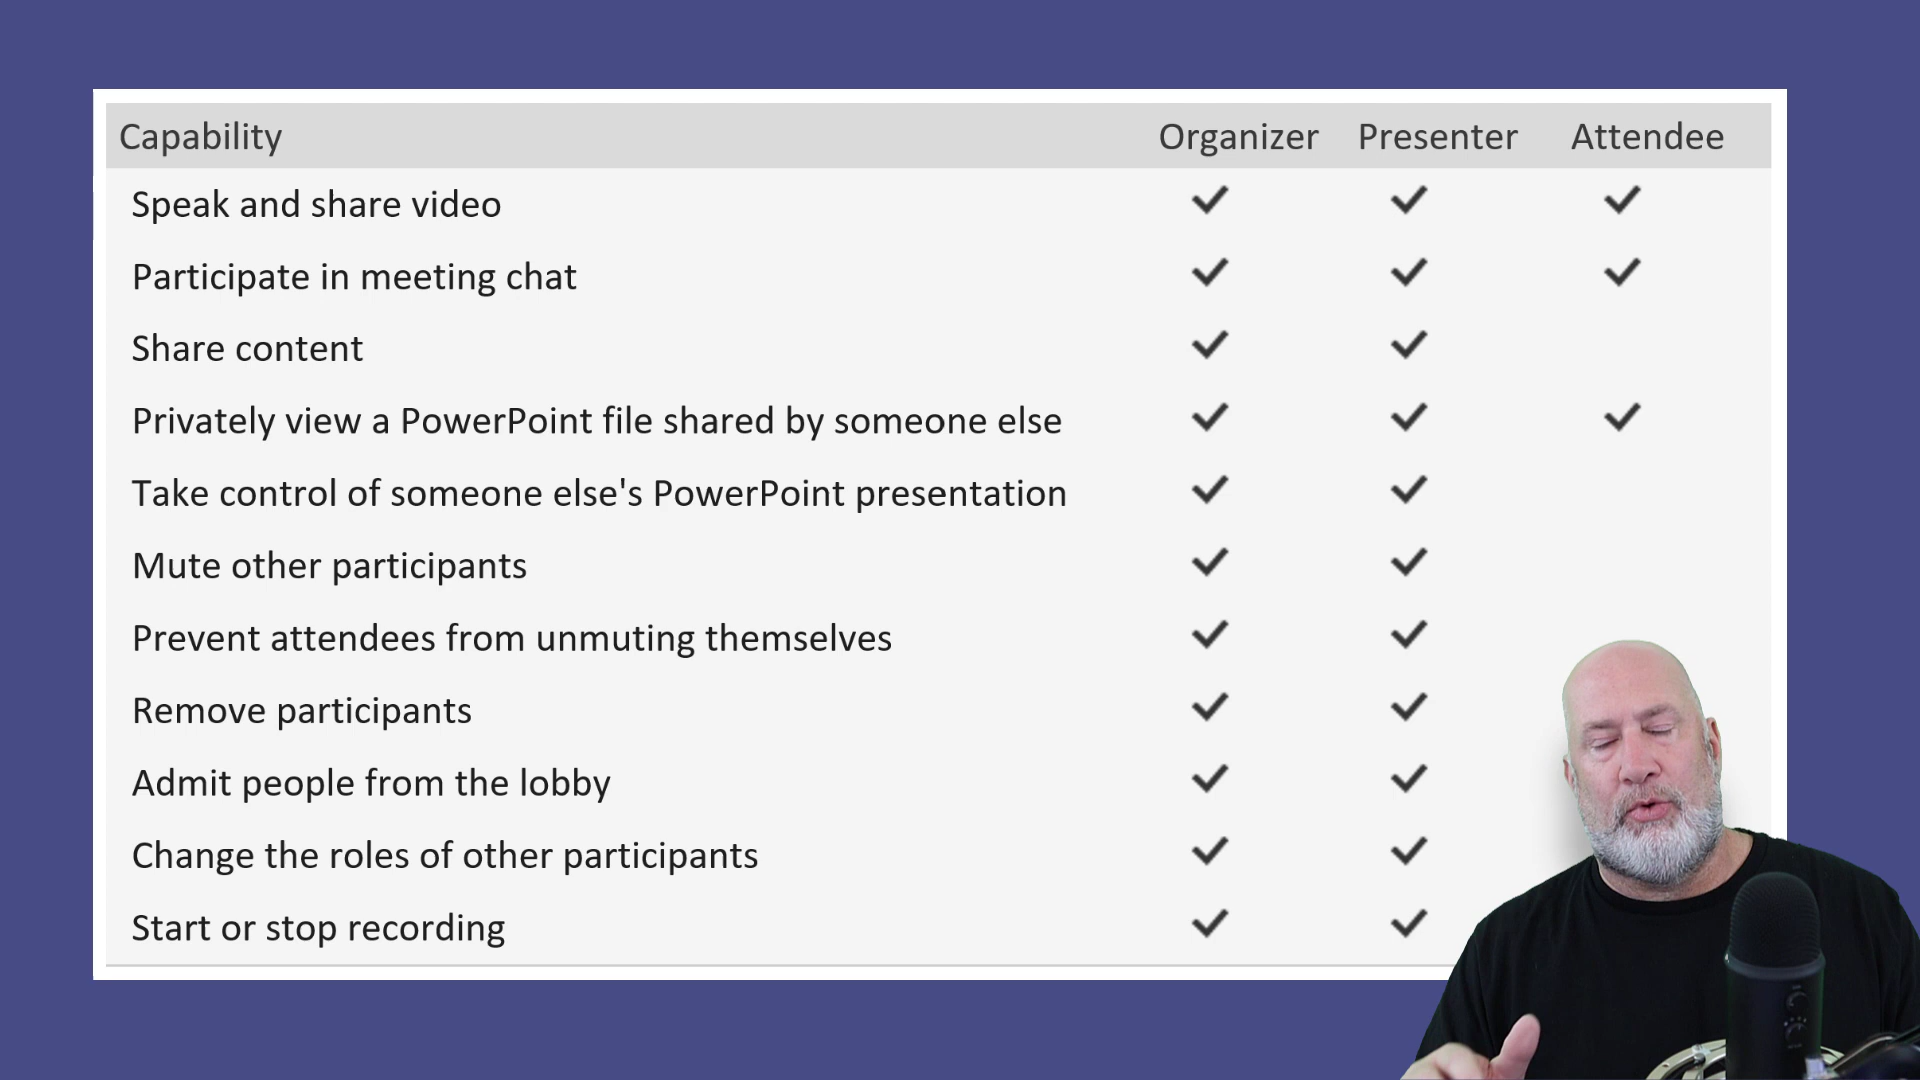 Capability Organizer Presenter Attendee
Speak and share video ✓ ✓ ✓
Participate in meeting chat ✓ ✓ ✓
Share content ✓ ✓
Privately view a PowerPoint file shared by someone else ✓ ✓ ✓
Take control of someone else's PowerPoint presentation ✓ ✓
Mute other participants ✓ ✓
Prevent attendees from unmuting themselves ✓ ✓
Remove participants ✓ ✓
Admit people from the lobby ✓ ✓
Change the roles of other participants ✓ ✓
Start or stop recording ✓ ✓